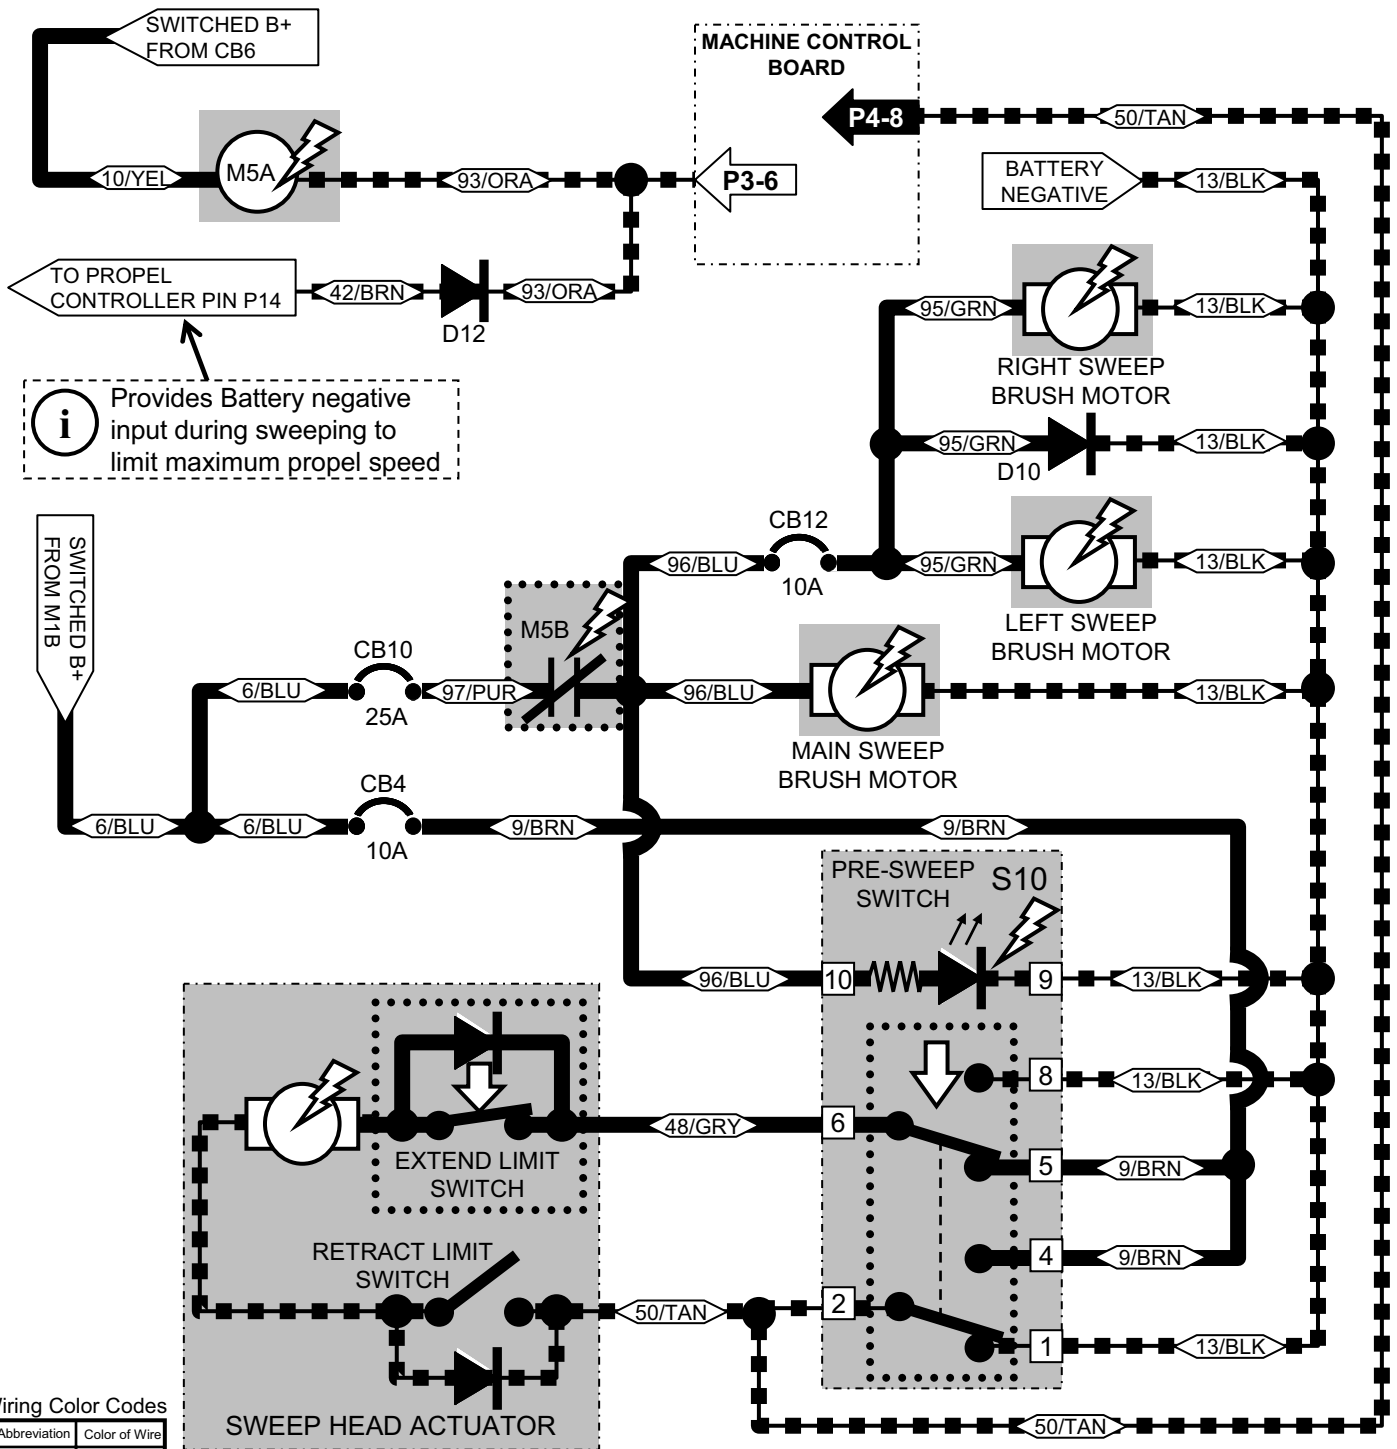 SWITCHED B+
FROM CB6
MACHINE CONTROL
BOARD
P4-8
50/TAN
M5A
10/YEL
93/ORA
P3-6
BATTERY
NEGATIVE
13/BLK
TO PROPEL
CONTROLLER PIN P14
42/BRN
93/ORA
D12
95/GRN
13/BLK
RIGHT SWEEP
BRUSH MOTOR
i
Provides Battery negative
input during sweeping to
limit maximum propel speed
95/GRN
13/BLK
D10
SWITCHED B+
FROM M1B
CB12
96/BLU
10A
95/GRN
13/BLK
LEFT SWEEP
BRUSH MOTOR
M5B
CB10
6/BLU
97/PUR
25A
96/BLU
13/BLK
MAIN SWEEP
BRUSH MOTOR
CB4
6/BLU
6/BLU
9/BRN
9/BRN
10A
PRE-SWEEP
SWITCH
S10
96/BLU
10
9
13/BLK
8
13/BLK
48/GRY
6
EXTEND LIMIT
SWITCH
5
9/BRN
RETRACT LIMIT
SWITCH
4
9/BRN
50/TAN
2
1
13/BLK
SWEEP HEAD ACTUATOR
50/TAN
Wiring Color Codes
Abbreviation
Color of Wire